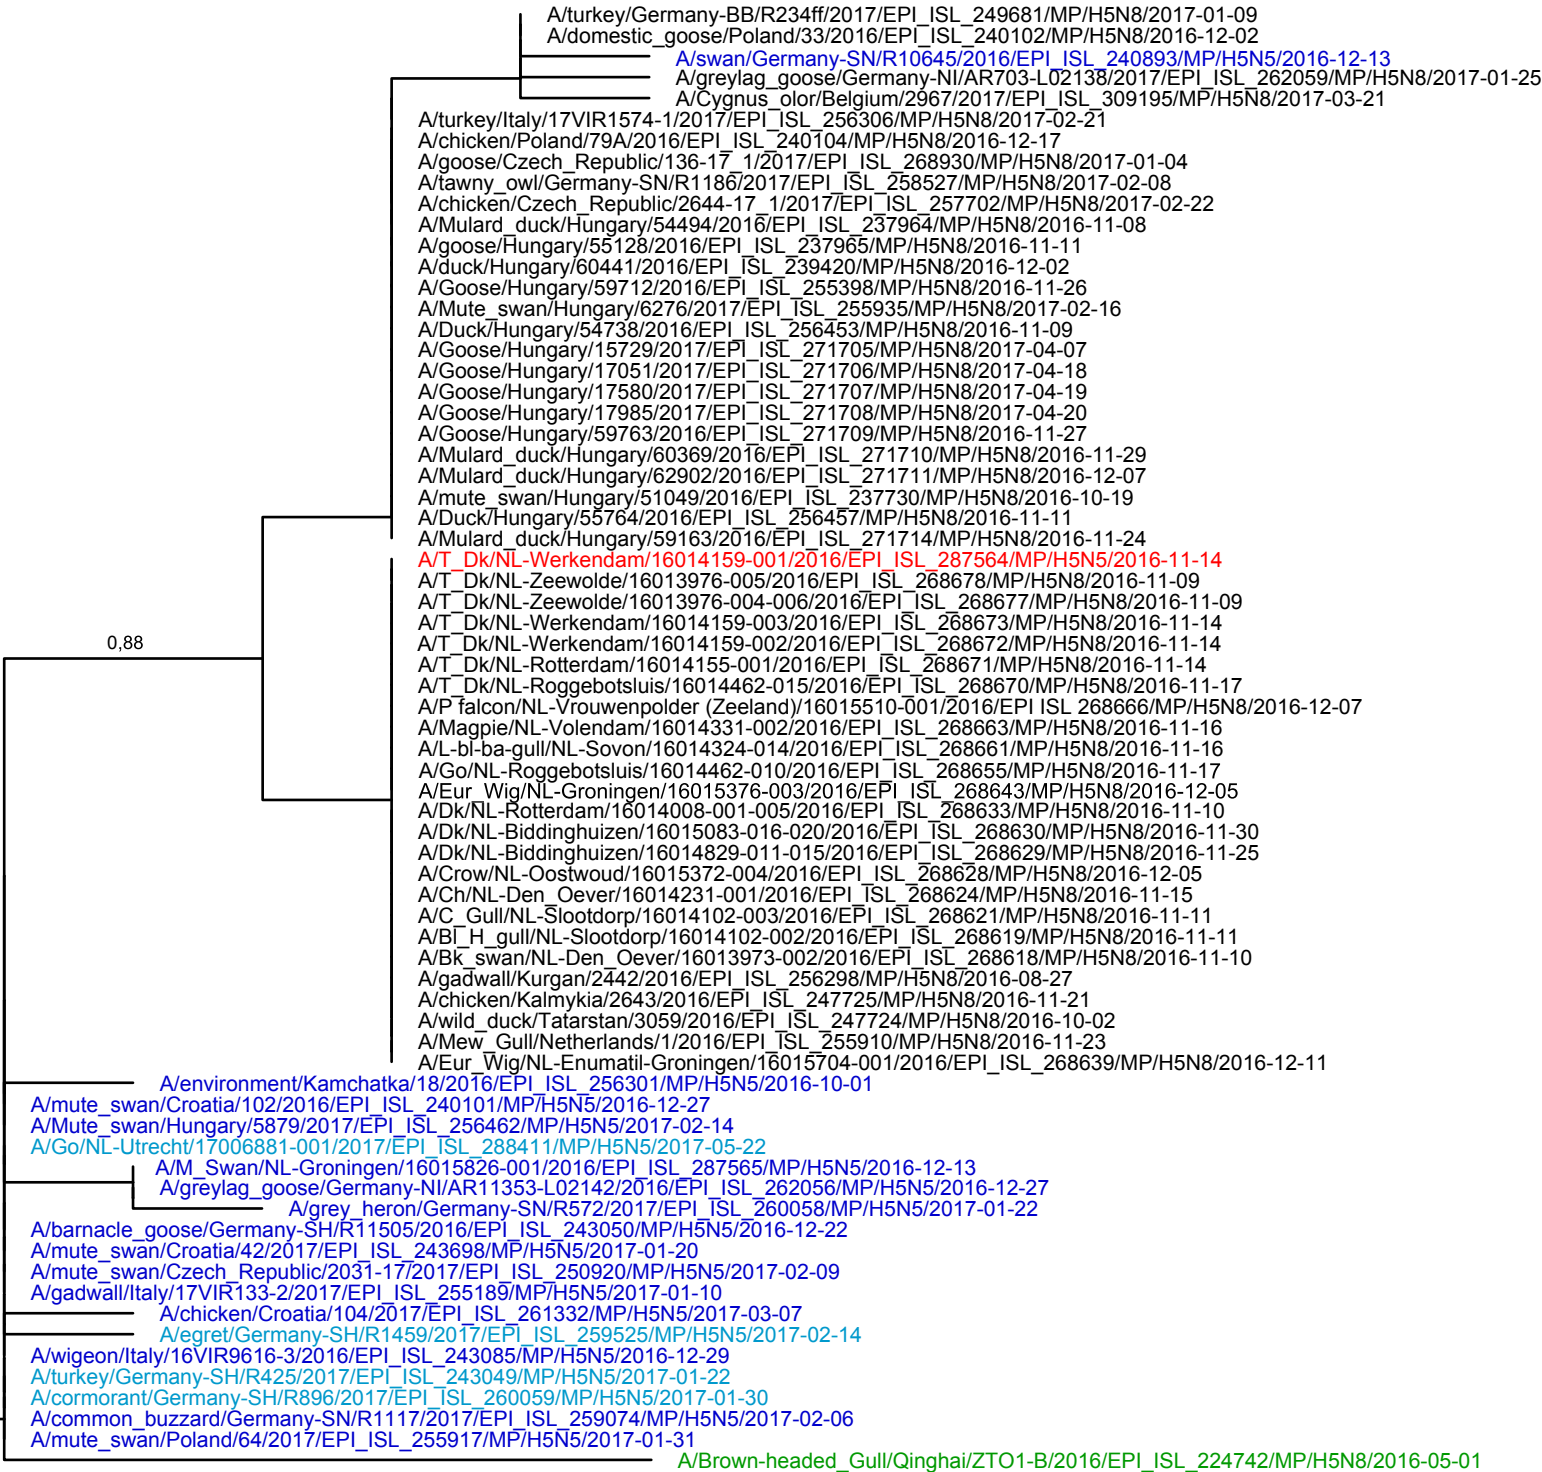 A/turkey/Germany-BB/R234ff/2017/EPI_ISL_249681/MP/H5N8/2017-01-09
A/domestic_goose/Poland/33/2016/EPI_ISL_240102/MP/H5N8/2016-12-02
A/swan/Germany-SN/R10645/2016/EPI_ISL_240893/MP/H5N5/2016-12-13
A/greylag_goose/Germany-NI/AR703-L02138/2017/EPI_ISL_262059/MP/H5N8/2017-01-25
A/Cygnus_olor/Belgium/2967/2017/EPI_ISL_309195/MP/H5N8/2017-03-21
A/turkey/Italy/17VIR1574-1/2017/EPI_ISL_256306/MP/H5N8/2017-02-21
A/chicken/Poland/79A/2016/EPI_ISL_240104/MP/H5N8/2016-12-17
A/goose/Czech_Republic/136-17_1/2017/EPI_ISL_268930/MP/H5N8/2017-01-04
A/tawny_owl/Germany-SN/R1186/2017/EPI_ISL_258527/MP/H5N8/2017-02-08
A/chicken/Czech_Republic/2644-17_1/2017/EPI_ISL_257702/MP/H5N8/2017-02-22
A/Mulard_duck/Hungary/54494/2016/EPI_ISL_237964/MP/H5N8/2016-11-08
A/goose/Hungary/55128/2016/EPI_ISL_237965/MP/H5N8/2016-11-11
A/duck/Hungary/60441/2016/EPI_ISL_239420/MP/H5N8/2016-12-02
A/Goose/Hungary/59712/2016/EPI_ISL_255398/MP/H5N8/2016-11-26
A/Mute_swan/Hungary/6276/2017/EPI_ISL_255935/MP/H5N8/2017-02-16
A/Duck/Hungary/54738/2016/EPI_ISL_256453/MP/H5N8/2016-11-09
A/Goose/Hungary/15729/2017/EPI_ISL_271705/MP/H5N8/2017-04-07
A/Goose/Hungary/17051/2017/EPI_ISL_271706/MP/H5N8/2017-04-18
A/Goose/Hungary/17580/2017/EPI_ISL_271707/MP/H5N8/2017-04-19
A/Goose/Hungary/17985/2017/EPI_ISL_271708/MP/H5N8/2017-04-20
A/Goose/Hungary/59763/2016/EPI_ISL_271709/MP/H5N8/2016-11-27
A/Mulard_duck/Hungary/60369/2016/EPI_ISL_271710/MP/H5N8/2016-11-29
A/Mulard_duck/Hungary/62902/2016/EPI_ISL_271711/MP/H5N8/2016-12-07
A/mute_swan/Hungary/51049/2016/EPI_ISL_237730/MP/H5N8/2016-10-19
A/Duck/Hungary/55764/2016/EPI_ISL_256457/MP/H5N8/2016-11-11
A/Mulard_duck/Hungary/59163/2016/EPI_ISL_271714/MP/H5N8/2016-11-24
A/T_Dk/NL-Werkendam/16014159-001/2016/EPI_ISL_287564/MP/H5N5/2016-11-14
A/T_Dk/NL-Zeewolde/16013976-005/2016/EPI_ISL_268678/MP/H5N8/2016-11-09
A/T_Dk/NL-Zeewolde/16013976-004-006/2016/EPI_ISL_268677/MP/H5N8/2016-11-09
A/T_Dk/NL-Werkendam/16014159-003/2016/EPI_ISL_268673/MP/H5N8/2016-11-14
A/T_Dk/NL-Werkendam/16014159-002/2016/EPI_ISL_268672/MP/H5N8/2016-11-14
0,88
A/T_Dk/NL-Rotterdam/16014155-001/2016/EPI_ISL_268671/MP/H5N8/2016-11-14
A/T_Dk/NL-Roggebotsluis/16014462-015/2016/EPI_ISL_268670/MP/H5N8/2016-11-17
A/P falcon/NL-Vrouwenpolder (Zeeland)/16015510-001/2016/EPI ISL 268666/MP/H5N8/2016-12-07
A/Magpie/NL-Volendam/16014331-002/2016/EPI_ISL_268663/MP/H5N8/2016-11-16
A/L-bl-ba-gull/NL-Sovon/16014324-014/2016/EPI_ISL_268661/MP/H5N8/2016-11-16
A/Go/NL-Roggebotsluis/16014462-010/2016/EPI_ISL_268655/MP/H5N8/2016-11-17
A/Eur_Wig/NL-Groningen/16015376-003/2016/EPI_ISL_268643/MP/H5N8/2016-12-05
A/Dk/NL-Rotterdam/16014008-001-005/2016/EPI_ISL_268633/MP/H5N8/2016-11-10
A/Dk/NL-Biddinghuizen/16015083-016-020/2016/EPI_ISL_268630/MP/H5N8/2016-11-30
A/Dk/NL-Biddinghuizen/16014829-011-015/2016/EPI_ISL_268629/MP/H5N8/2016-11-25
A/Crow/NL-Oostwoud/16015372-004/2016/EPI_ISL_268628/MP/H5N8/2016-12-05
A/Ch/NL-Den_Oever/16014231-001/2016/EPI_ISL_268624/MP/H5N8/2016-11-15
A/C_Gull/NL-Slootdorp/16014102-003/2016/EPI_ISL_268621/MP/H5N8/2016-11-11
A/Bl_H_gull/NL-Slootdorp/16014102-002/2016/EPI_ISL_268619/MP/H5N8/2016-11-11
A/Bk_swan/NL-Den_Oever/16013973-002/2016/EPI_ISL_268618/MP/H5N8/2016-11-10
A/gadwall/Kurgan/2442/2016/EPI_ISL_256298/MP/H5N8/2016-08-27
A/chicken/Kalmykia/2643/2016/EPI_ISL_247725/MP/H5N8/2016-11-21
A/wild_duck/Tatarstan/3059/2016/EPI_ISL_247724/MP/H5N8/2016-10-02
A/Mew_Gull/Netherlands/1/2016/EPI_ISL_255910/MP/H5N8/2016-11-23
A/Eur_Wig/NL-Enumatil-Groningen/16015704-001/2016/EPI_ISL_268639/MP/H5N8/2016-12-11
A/environment/Kamchatka/18/2016/EPI_ISL_256301/MP/H5N5/2016-10-01
A/mute_swan/Croatia/102/2016/EPI_ISL_240101/MP/H5N5/2016-12-27
A/Mute_swan/Hungary/5879/2017/EPI_ISL_256462/MP/H5N5/2017-02-14
A/Go/NL-Utrecht/17006881-001/2017/EPI_ISL_288411/MP/H5N5/2017-05-22
A/M_Swan/NL-Groningen/16015826-001/2016/EPI_ISL_287565/MP/H5N5/2016-12-13
A/greylag_goose/Germany-NI/AR11353-L02142/2016/EPI_ISL_262056/MP/H5N5/2016-12-27
A/grey_heron/Germany-SN/R572/2017/EPI_ISL_260058/MP/H5N5/2017-01-22
A/barnacle_goose/Germany-SH/R11505/2016/EPI_ISL_243050/MP/H5N5/2016-12-22
A/mute_swan/Croatia/42/2017/EPI_ISL_243698/MP/H5N5/2017-01-20
A/mute_swan/Czech_Republic/2031-17/2017/EPI_ISL_250920/MP/H5N5/2017-02-09
A/gadwall/Italy/17VIR133-2/2017/EPI_ISL_255189/MP/H5N5/2017-01-10
A/chicken/Croatia/104/2017/EPI_ISL_261332/MP/H5N5/2017-03-07
A/egret/Germany-SH/R1459/2017/EPI_ISL_259525/MP/H5N5/2017-02-14
A/wigeon/Italy/16VIR9616-3/2016/EPI_ISL_243085/MP/H5N5/2016-12-29
A/turkey/Germany-SH/R425/2017/EPI_ISL_243049/MP/H5N5/2017-01-22
A/cormorant/Germany-SH/R896/2017/EPI_ISL_260059/MP/H5N5/2017-01-30
A/common_buzzard/Germany-SN/R1117/2017/EPI_ISL_259074/MP/H5N5/2017-02-06
A/mute_swan/Poland/64/2017/EPI_ISL_255917/MP/H5N5/2017-01-31
A/Brown-headed_Gull/Qinghai/ZTO1-B/2016/EPI_ISL_224742/MP/H5N8/2016-05-01